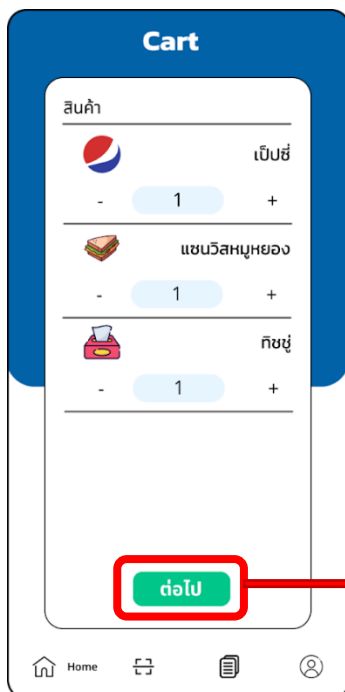 Cart
สินค้า
เป็ปซี่
- 1 +
แซนวิสหมูหยอง
- 1 +
ทิชชู่
- 1 +
ต่อไป
Home